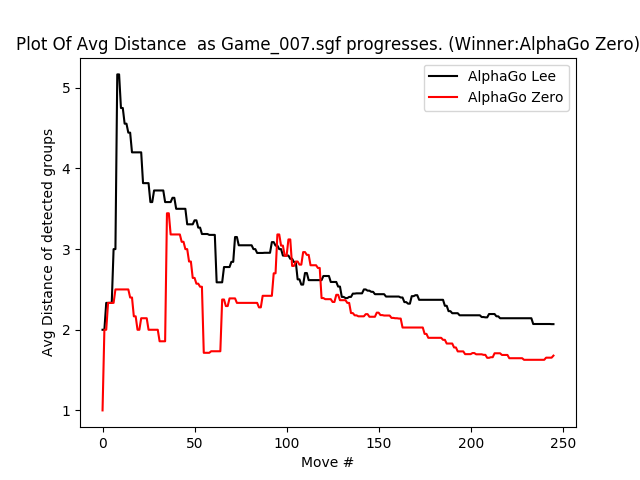 Plot Of Avg Distance  as Game_007.sgf progresses. (Winner:AlphaGo Zero)
AlphaGo Lee
AlphaGo Zero
Avg Distance of detected groups
5
4
3
2
1
0 50 100 150 200 250
Move #